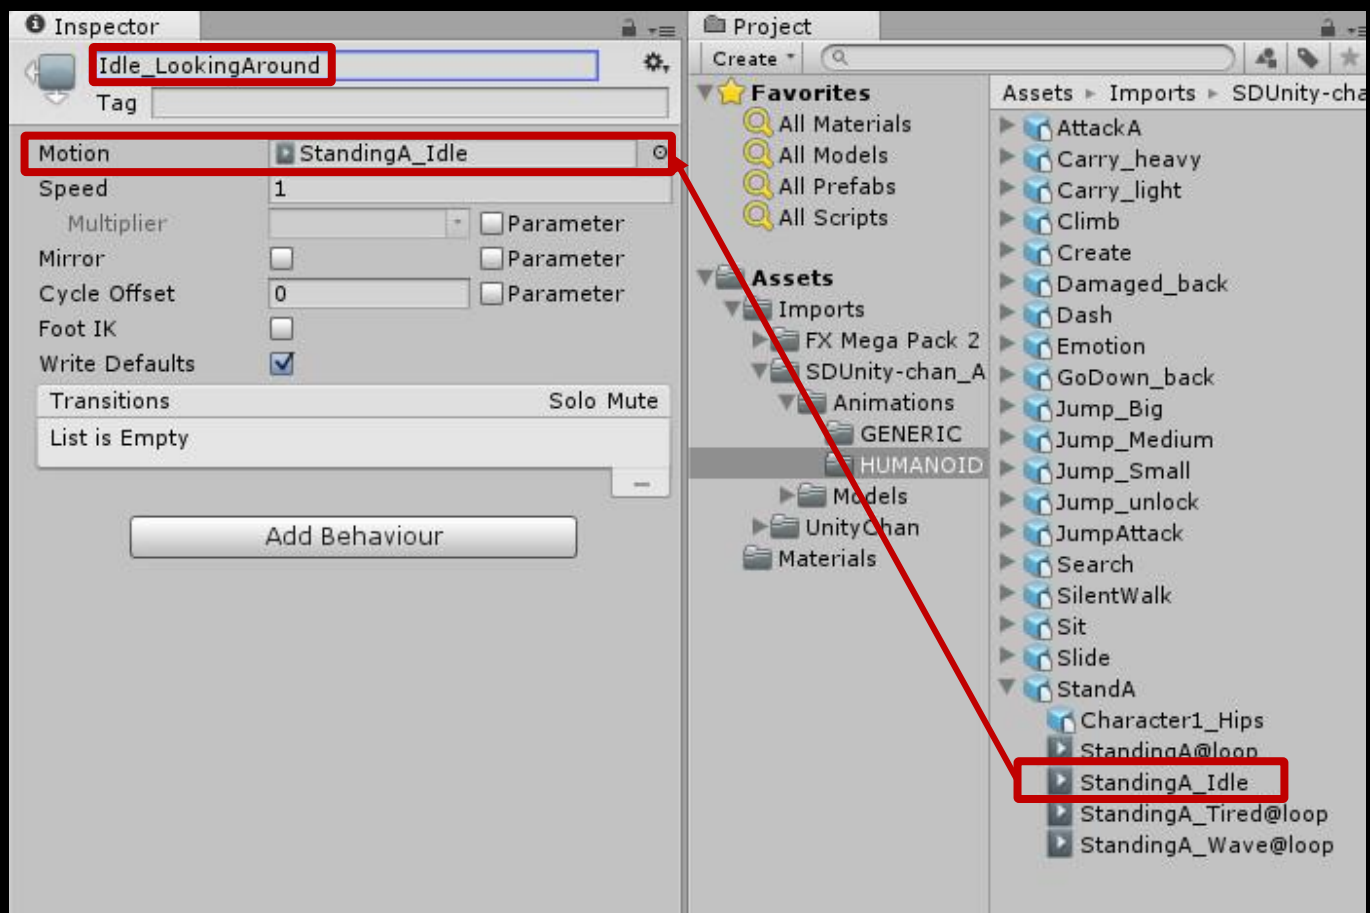 Inspector
Idle_LookingAround
Tag
Motion StandingA_Idle
Speed 1
Multiplier Parameter
Mirror Parameter
Cycle Offset 0 Parameter
Foot IK
Write Defaults
Transitions Solo Mute
List is Empty
Add Behaviour
Project
Create
Favorites
All Materials
All Models
All Prefabs
All Scripts
Assets
Imports
FX Mega Pack 2
SDUnity-chan_A
Animations
GENERIC
HUMANOID
Models
UnityChan
Materials
Assets Imports SDUnity-cha
AttackA
Carry_heavy
Carry_light
Climb
Create
Damaged_back
Dash
Emotion
GoDown_back
Jump_Big
Jump_Medium
Jump_Small
Jump_unlock
JumpAttack
Search
SilentWalk
Sit
Slide
StandA
Character1_Hips
StandingA@loop
StandingA_Idle
StandingA_Tired@loop
StandingA_Wave@loop